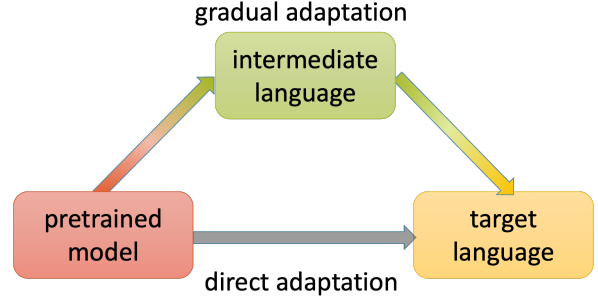 gradual adaptation
intermediate
language
pretrained
model
target
language
direct adaptation